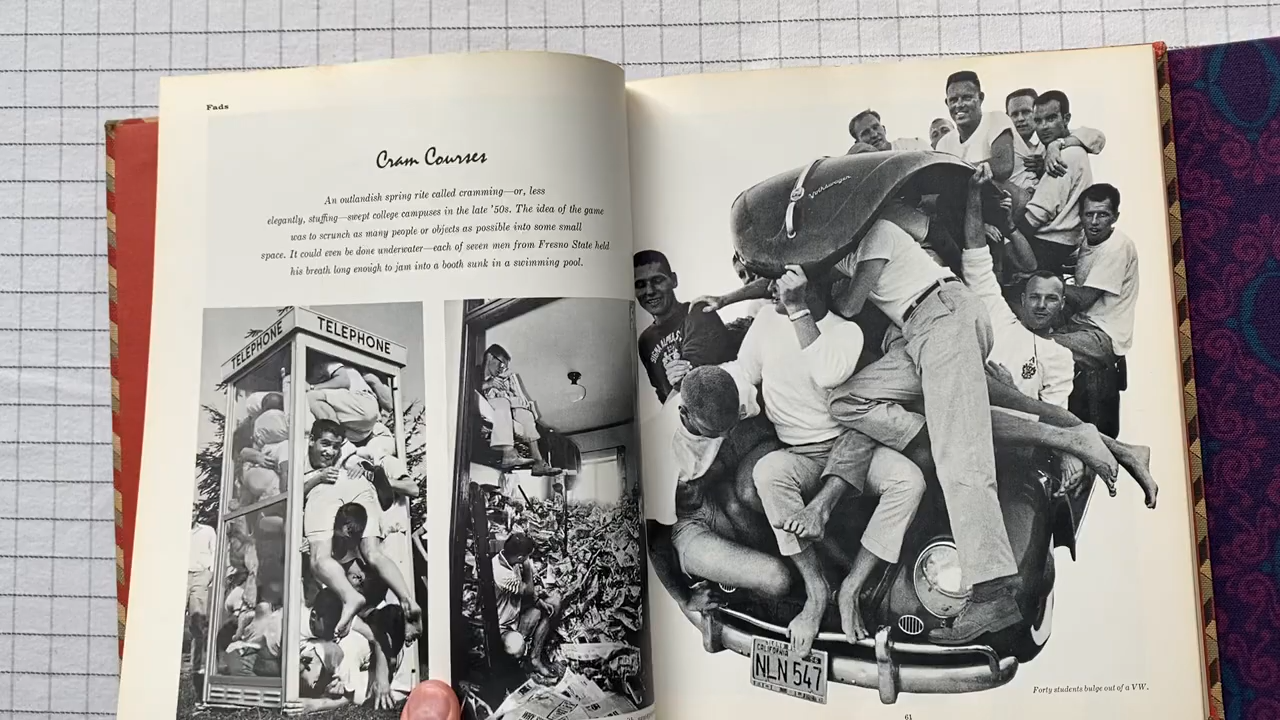 Fads
Cram Courses
An outlandish spring rite called cramming—or, less
elegantly, stuffing—swept college campuses in the late '50s. The idea of the game
was to scrunch as many people or objects as possible into some small
space. It could even be done underwater—each of seven men from Fresno State held
his breath long enough to jam into a booth sunk in a swimming pool.
TELEPHONE
TELEPHONE
Volkswagen
CALIFORNIA
NLN 547
Forty students bulge out of a VW.
61